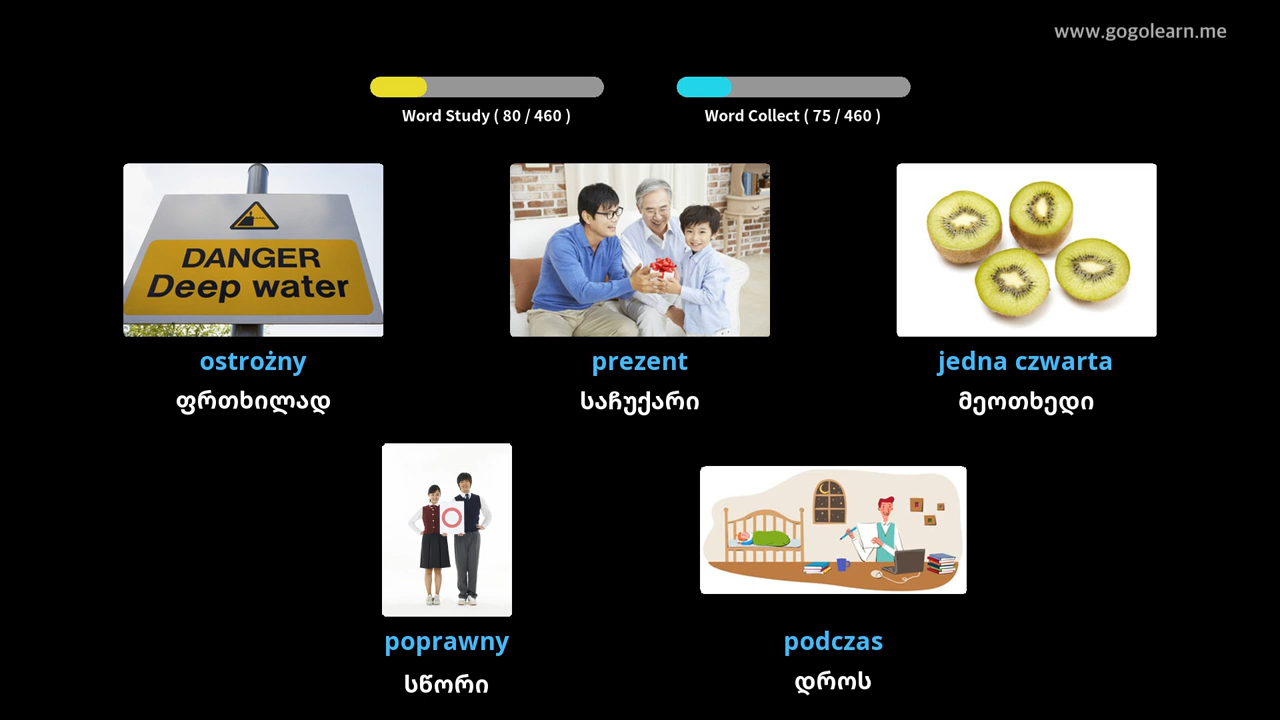 www.gogolearn.me
Word Study ( 80 / 460 )
Word Collect ( 75 / 460 )
DANGER
Deep water
ostrożny
ფრთხილად
prezent
საჩუქარი
jedna czwarta
მეოთხედი
poprawny
სწორი
podczas
დროს